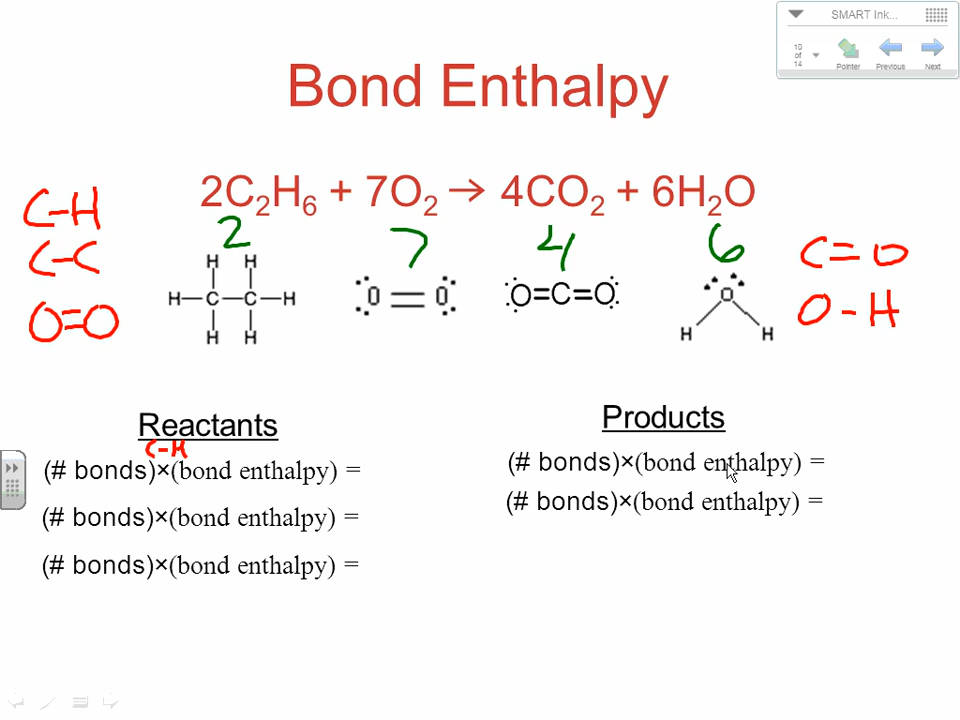 SMART Ink...
10 of 14
Pointer Previous Next
Bond Enthalpy
2C₂H₆ + 7O₂ → 4CO₂ + 6H₂O
C-H
C-C
O=O
2 7 4 6
C=O
O-H
H H
H-C-C-H
H H
O=O
O=C=O
O
H H
Reactants
C-H
(# bonds)×(bond enthalpy) =
(# bonds)×(bond enthalpy) =
(# bonds)×(bond enthalpy) =
Products
(# bonds)×(bond enthalpy) =
(# bonds)×(bond enthalpy) =